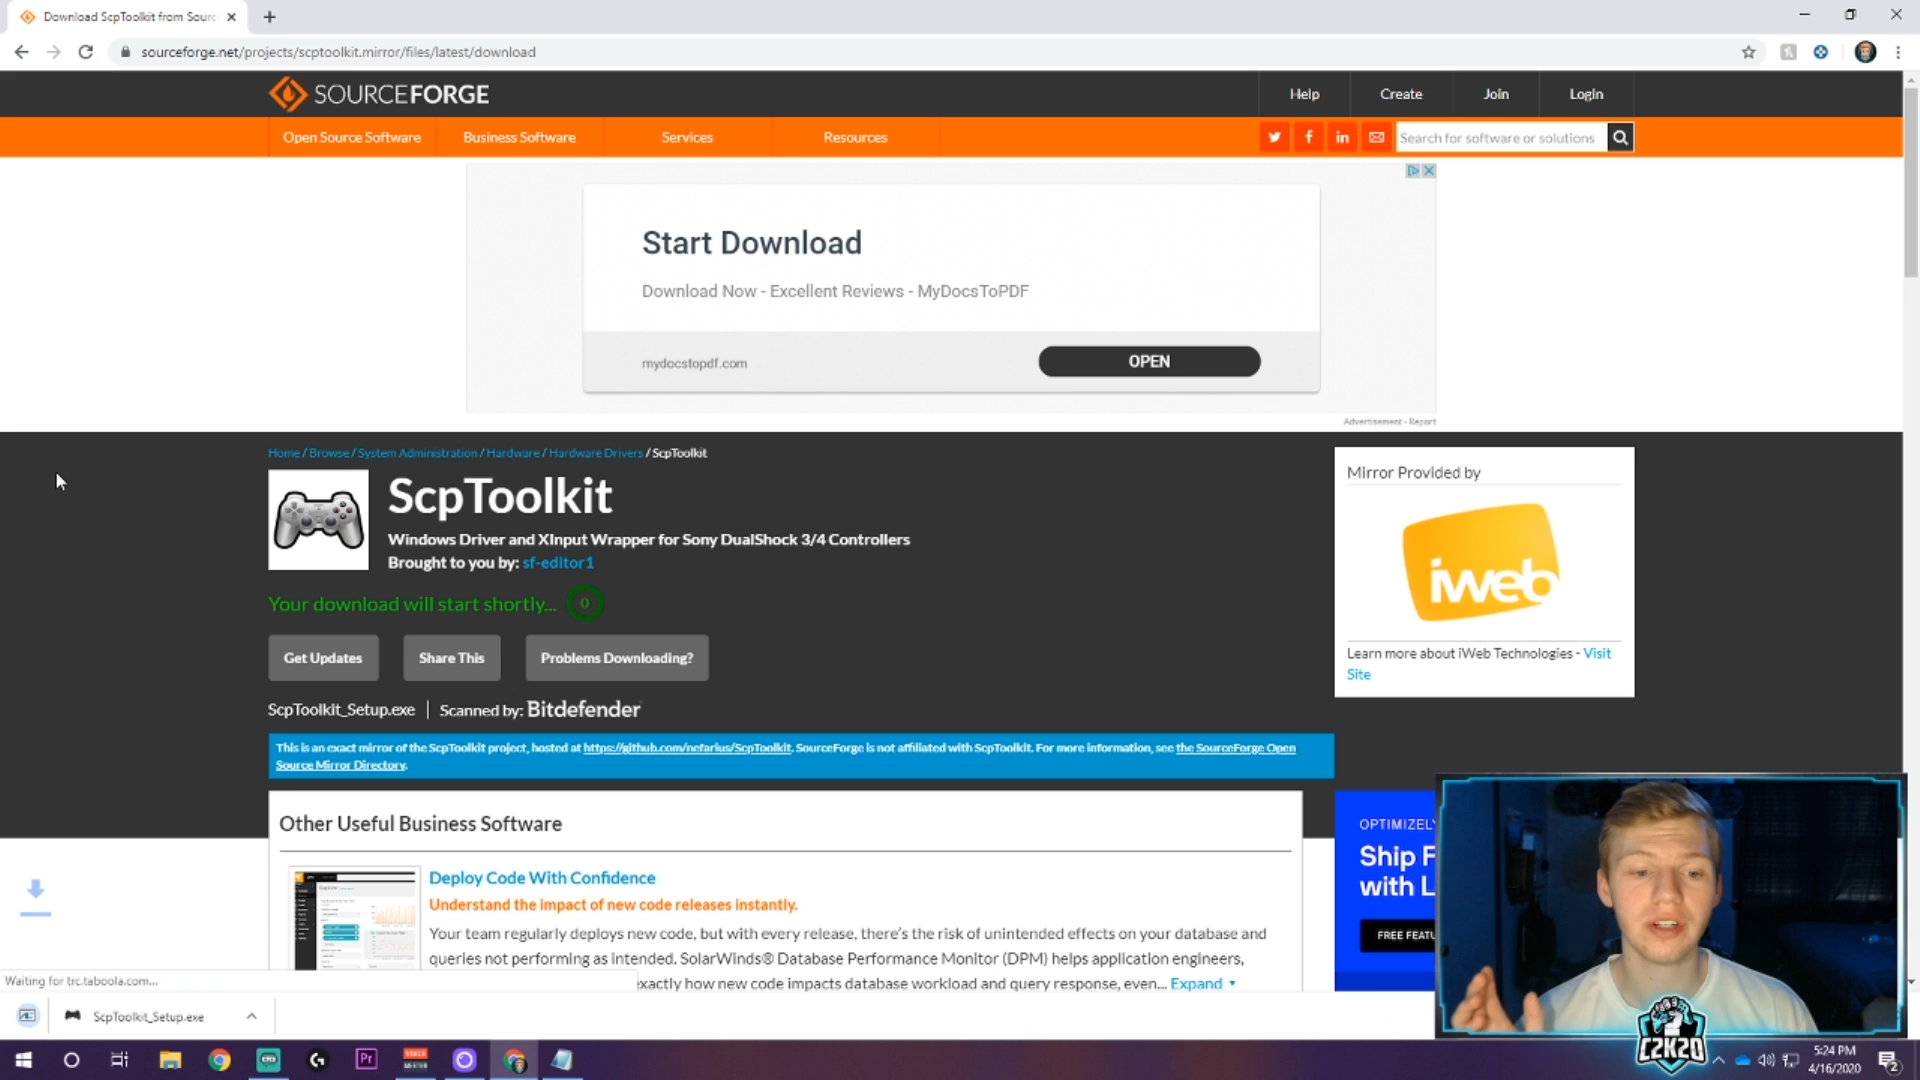 Download ScpToolkit from Sourc
sourceforge.net/projects/scptoolkit.mirror/files/latest/download
SOURCEFORGE
Help
Create
Join
Login
Open Source Software
Business Software
Services
Resources
Search for software or solutions
Start Download
Download Now - Excellent Reviews - MyDocsToPDF
mydocstopdf.com
OPEN
Advertisement - Report
Home / Browse / System Administration / Hardware / Hardware Drivers / ScpToolkit
ScpToolkit
Windows Driver and XInput Wrapper for Sony DualShock 3/4 Controllers
Brought to you by: sf-editor1
Your download will start shortly... 0
Get Updates
Share This
Problems Downloading?
ScpToolkit_Setup.exe | Scanned by: Bitdefender
This is an exact mirror of the ScpToolkit project, hosted at https://github.com/nefarius/ScpToolkit. SourceForge is not affiliated with ScpToolkit. For more information, see the SourceForge Open
Source Mirror Directory.
Mirror Provided by
iweb
Learn more about iWeb Technologies - Visit
Site
Other Useful Business Software
Deploy Code With Confidence
Understand the impact of new code releases instantly.
Your team regularly deploys new code, but with every release, there's the risk of unintended effects on your database and
queries not performing as intended. SolarWinds® Database Performance Monitor (DPM) helps application engineers,
exactly how new code impacts database workload and query response, even... Expand
OPTIMIZELY
Ship F
with L
FREE FEATU
Waiting for trc.taboola.com...
ScpToolkit_Setup.exe
C2K20
Pr
5:24 PM
4/16/2020
2